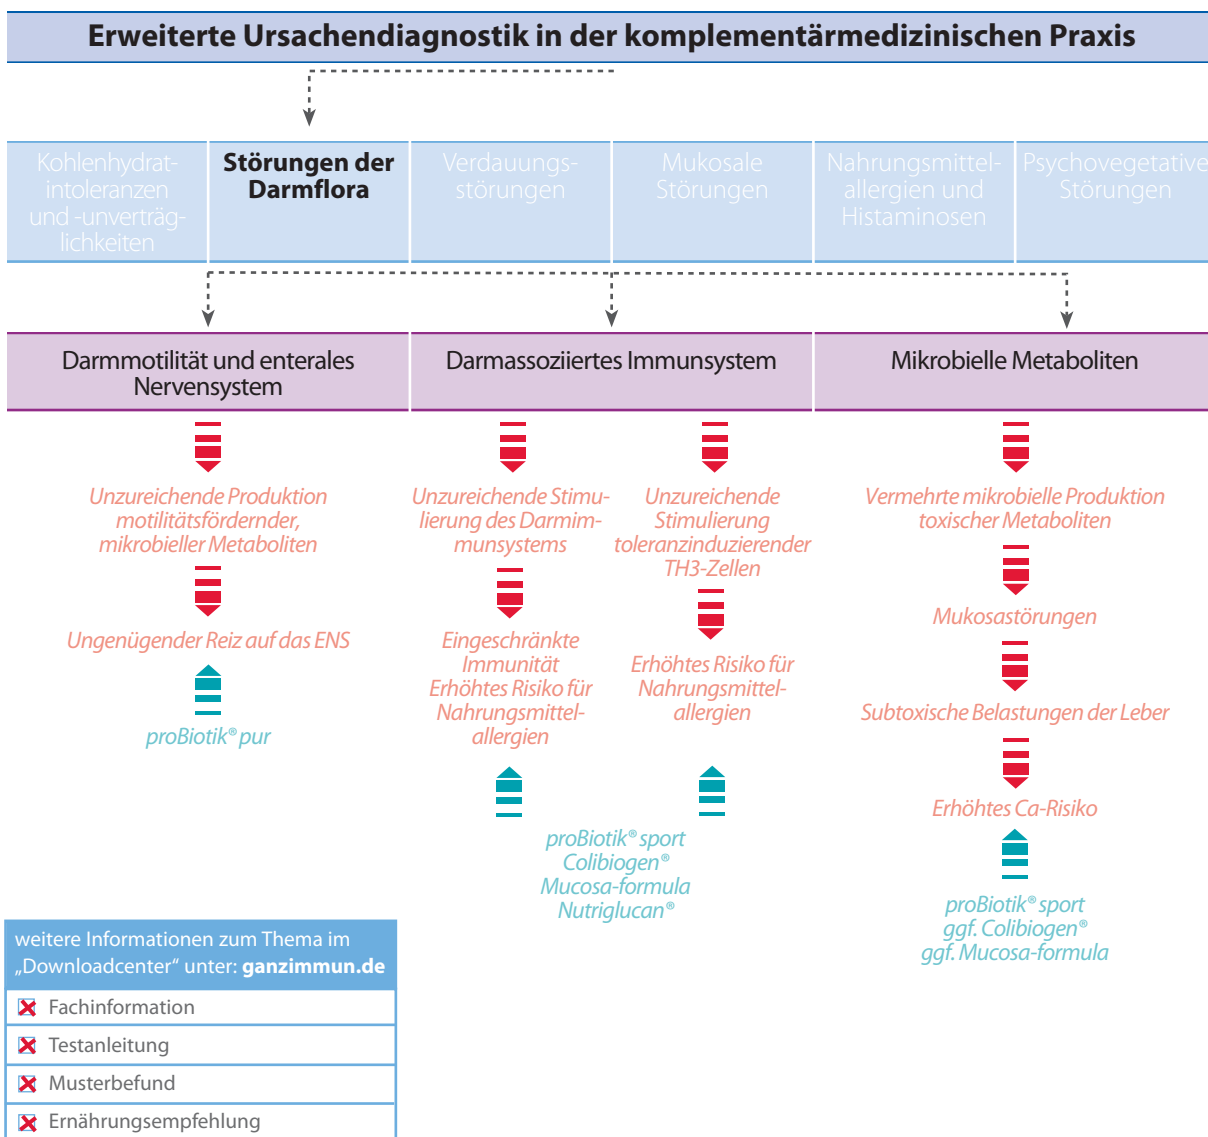 Erweiterte Ursachendiagnostik in der komplementärmedizinischen Praxis
Kohlenhydrat-
intoleranzen
und -unverträg-
lichkeiten
Störungen der
Darmflora
Verdauungs-
störungen
Mukosale
Störungen
Nahrungsmittel-
allergien und
Histaminosen
Psychovegetative
Störungen
Darmmotilität und enterales
Nervensystem
Darmassoziiertes Immunsystem
Mikrobielle Metaboliten
Unzureichende Produktion
motilitätsfördernder,
mikrobieller Metaboliten
Ungenügender Reiz auf das ENS
proBiotik® pur
Unzureichende Stimu-
lierung des Darmim-
munsystems
Eingeschränkte
Immunität
Erhöhtes Risiko für
Nahrungsmittel-
allergien
Unzureichende
Stimulierung
toleranzinduzierender
TH3-Zellen
Erhöhtes Risiko für
Nahrungsmittel-
allergien
proBiotik® sport
Colibiogen®
Mucosa-formula
Nutriglucan®
Vermehrte mikrobielle Produktion
toxischer Metaboliten
Mukosastörungen
Subtoxische Belastungen der Leber
Erhöhtes Ca-Risiko
proBiotik® sport
ggf. Colibiogen®
ggf. Mucosa-formula
weitere Informationen zum Thema im
„Downloadcenter“ unter: ganzimmun.de
Fachinformation
Testanleitung
Musterbefund
Ernährungsempfehlung